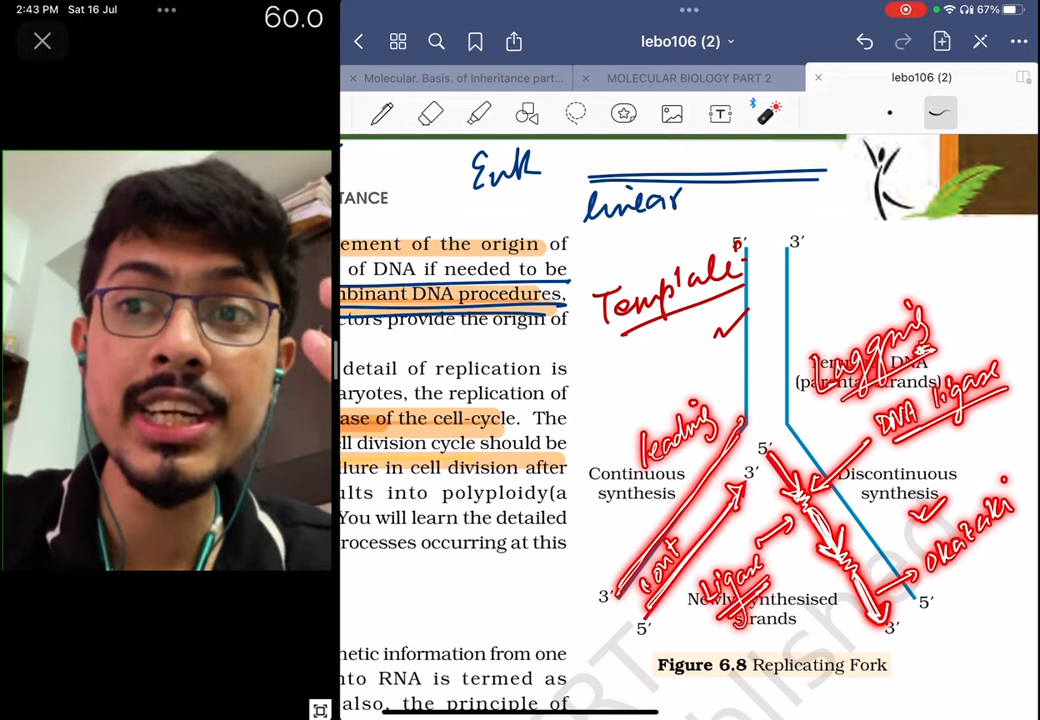 2:43 PM Sat 16 Jul
60.0
67%
lebo106 (2)
Molecular. Basis. of Inheritance part...
MOLECULAR BIOLOGY PART 2
lebo106 (2)
T
Euk
linear
TANCE
ement of the origin of
of DNA if needed to be
mbinant DNA procedures,
ctors provide the origin of
detail of replication is
aryotes, the replication of
ase of the cell-cycle. The
ll division cycle should be
ilure in cell division after
ults into polyploidy(a
You will learn the detailed
rocesses occurring at this
netic information from one
nto RNA is termed as
also, the principle of
5′ 3′
Template
Lagging
DNA ligase
DNA
(parental strands)
leading
Continuous
synthesis
5′
3′
Discontinuous
synthesis
Okazaki
cont
Ligase
3′
5′
Newly synthesised
strands
5′
3′
Figure 6.8 Replicating Fork